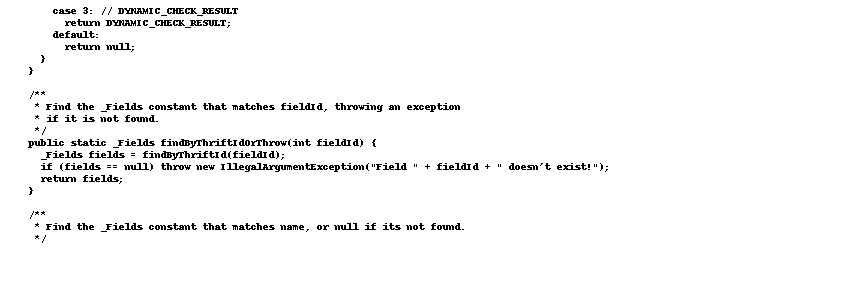 case 3: // DYNAMIC_CHECK_RESULT
return DYNAMIC_CHECK_RESULT;
default:
return null;
}
}
/**
* Find the _Fields constant that matches fieldId, throwing an exception
* if it is not found.
*/
public static _Fields findByThriftIdOrThrow(int fieldId) {
_Fields fields = findByThriftId(fieldId);
if (fields == null) throw new IllegalArgumentException("Field " + fieldId + " doesn't exist!");
return fields;
}
/**
* Find the _Fields constant that matches name, or null if its not found.
*/